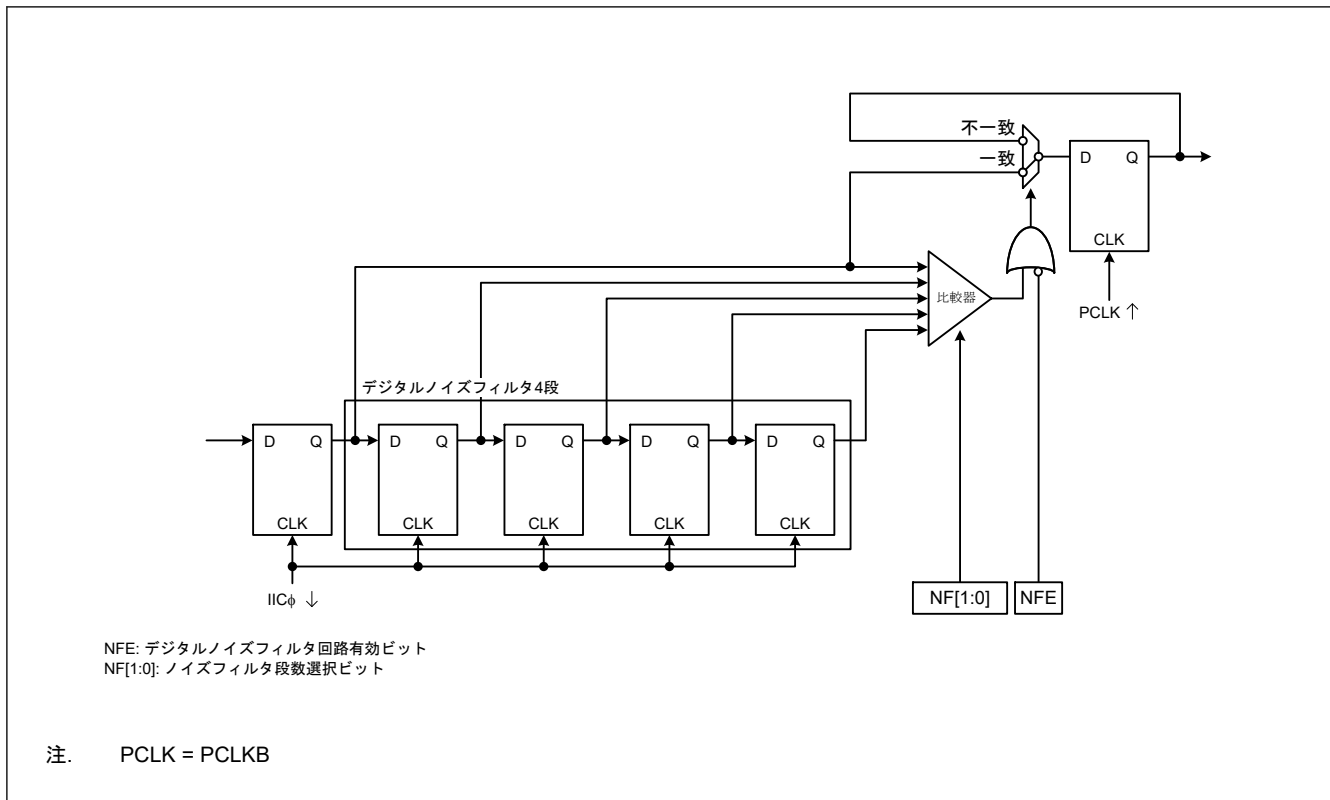 不一致
一致
D Q
CLK
PCLK ↑
比較器
デジタルノイズフィルタ4段
D Q D Q D Q D Q D Q
CLK CLK CLK CLK CLK
IICφ ↓
NF[1:0] NFE
NFE: デジタルノイズフィルタ回路有効ビット
NF[1:0]: ノイズフィルタ段数選択ビット
注. PCLK = PCLKB